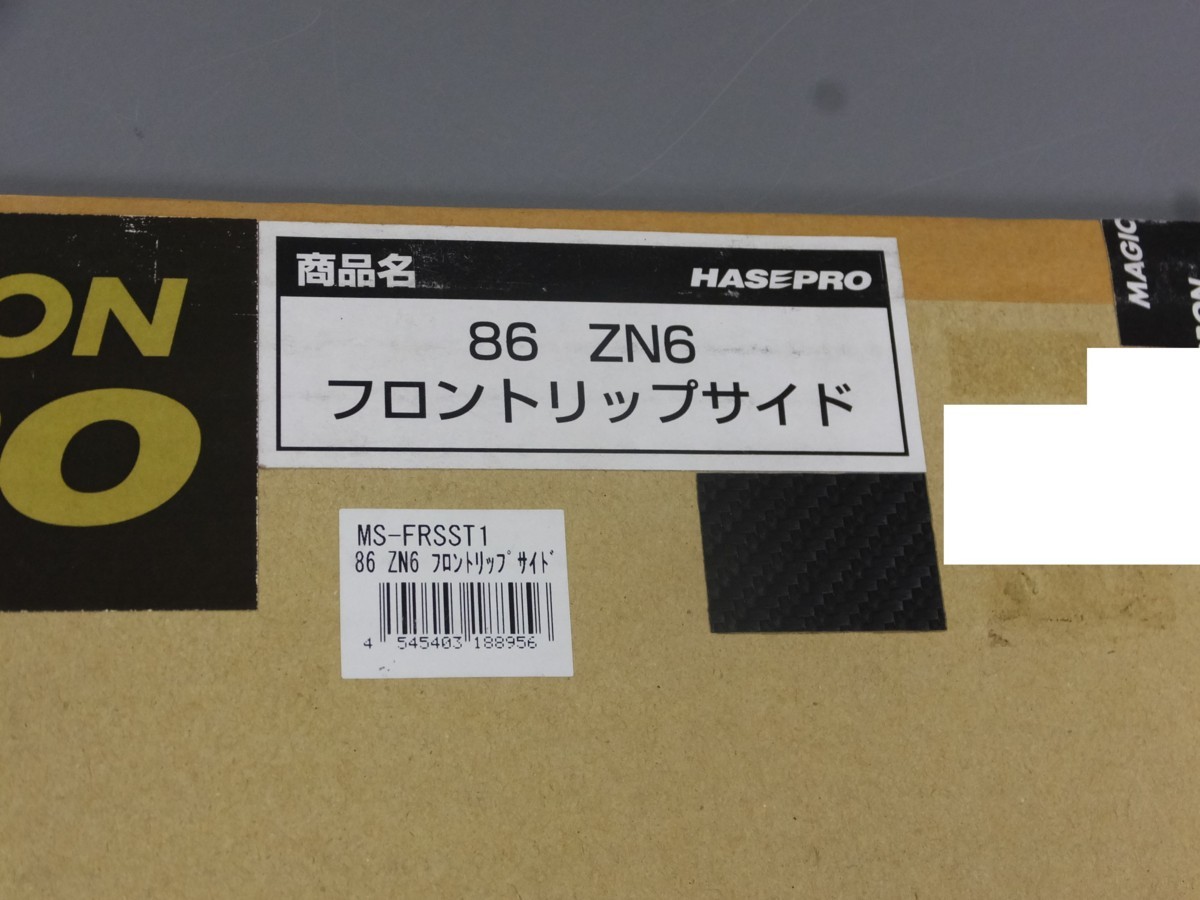 ON
RO
商品名
HASEPRO
86 ZN6
フロントリップサイド
MS-FRSST1
86 ZN6 フロントリップサイド
4 545403 188956
MAGIC
ON